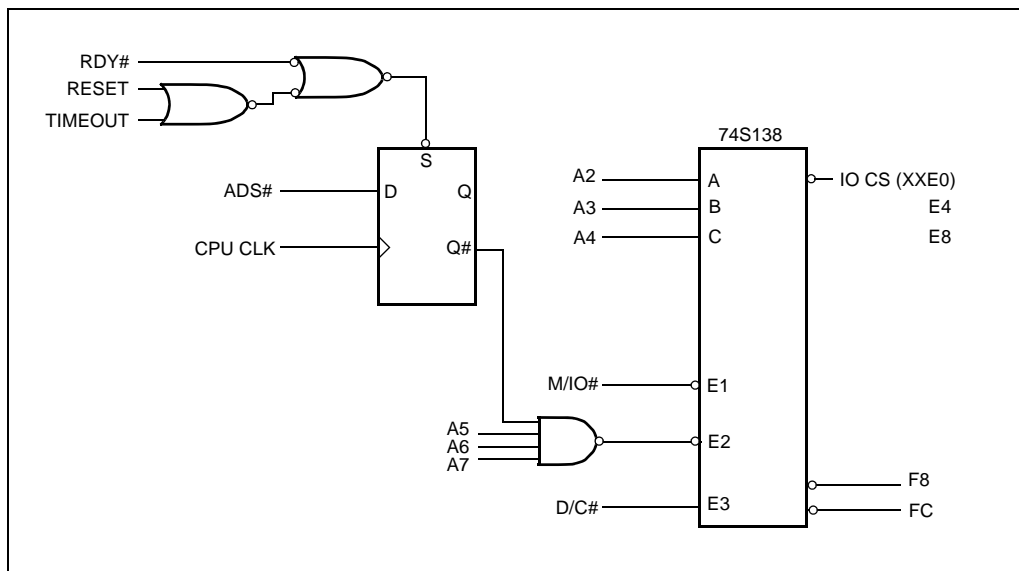 RDY#
RESET
TIMEOUT
S
ADS#
D
Q
CPU CLK
Q#
74S138
A2
A
IO CS (XXE0)
A3
B
E4
A4
C
E8
M/IO#
E1
A5
A6
A7
E2
D/C#
E3
F8
FC